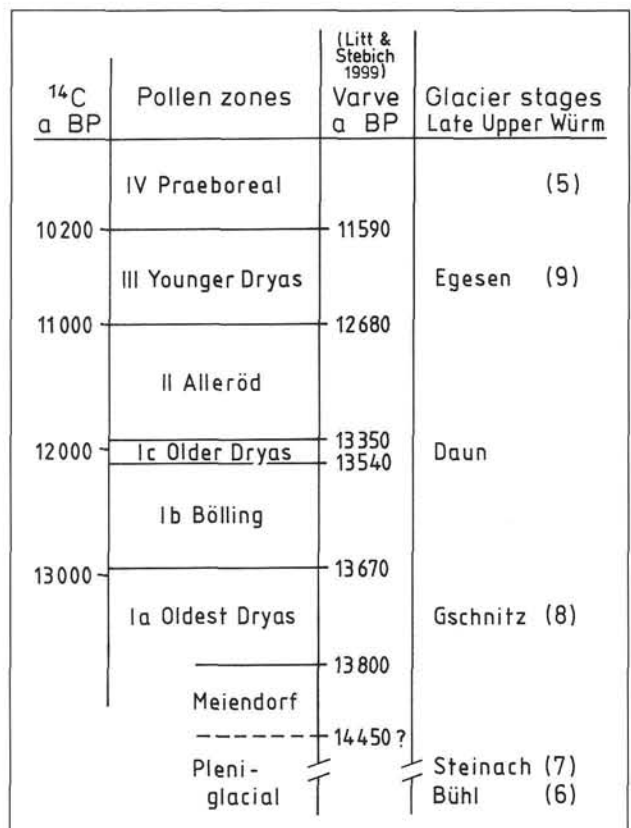 (Litt &
Stebich
1999)
¹⁴C Pollen zones Varve Glacier stages
a BP a BP Late Upper Würm
IV Praeboreal (5)
10200 11590
III Younger Dryas Egesen (9)
11000 12680
II Alleröd
13350
12000 Ic Older Dryas Daun
13540
Ib Bölling
13670
13000
Ia Oldest Dryas Gschnitz (8)
13800
Meiendorf
14450?
Pleni- Steinach (7)
glacial Bühl (6)